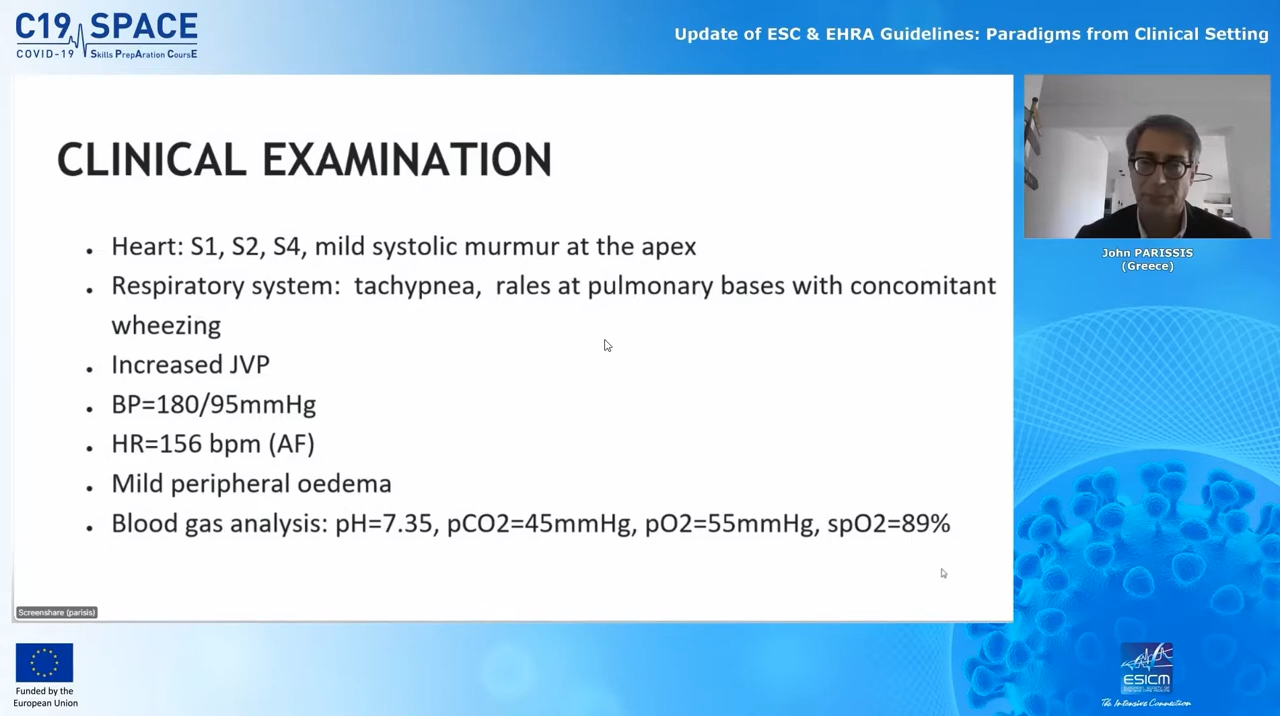 C19 SPACE
COVID-19 Skills PrepAration CoursE
Update of ESC & EHRA Guidelines: Paradigms from Clinical Setting
CLINICAL EXAMINATION
• Heart: S1, S2, S4, mild systolic murmur at the apex
• Respiratory system: tachypnea, rales at pulmonary bases with concomitant
wheezing
• Increased JVP
• BP=180/95mmHg
• HR=156 bpm (AF)
• Mild peripheral oedema
• Blood gas analysis: pH=7.35, pCO2=45mmHg, pO2=55mmHg, spO2=89%
John PARISSIS
(Greece)
Screenshare (parisis)
Funded by the
European Union
ESICM
The Intensive Connection